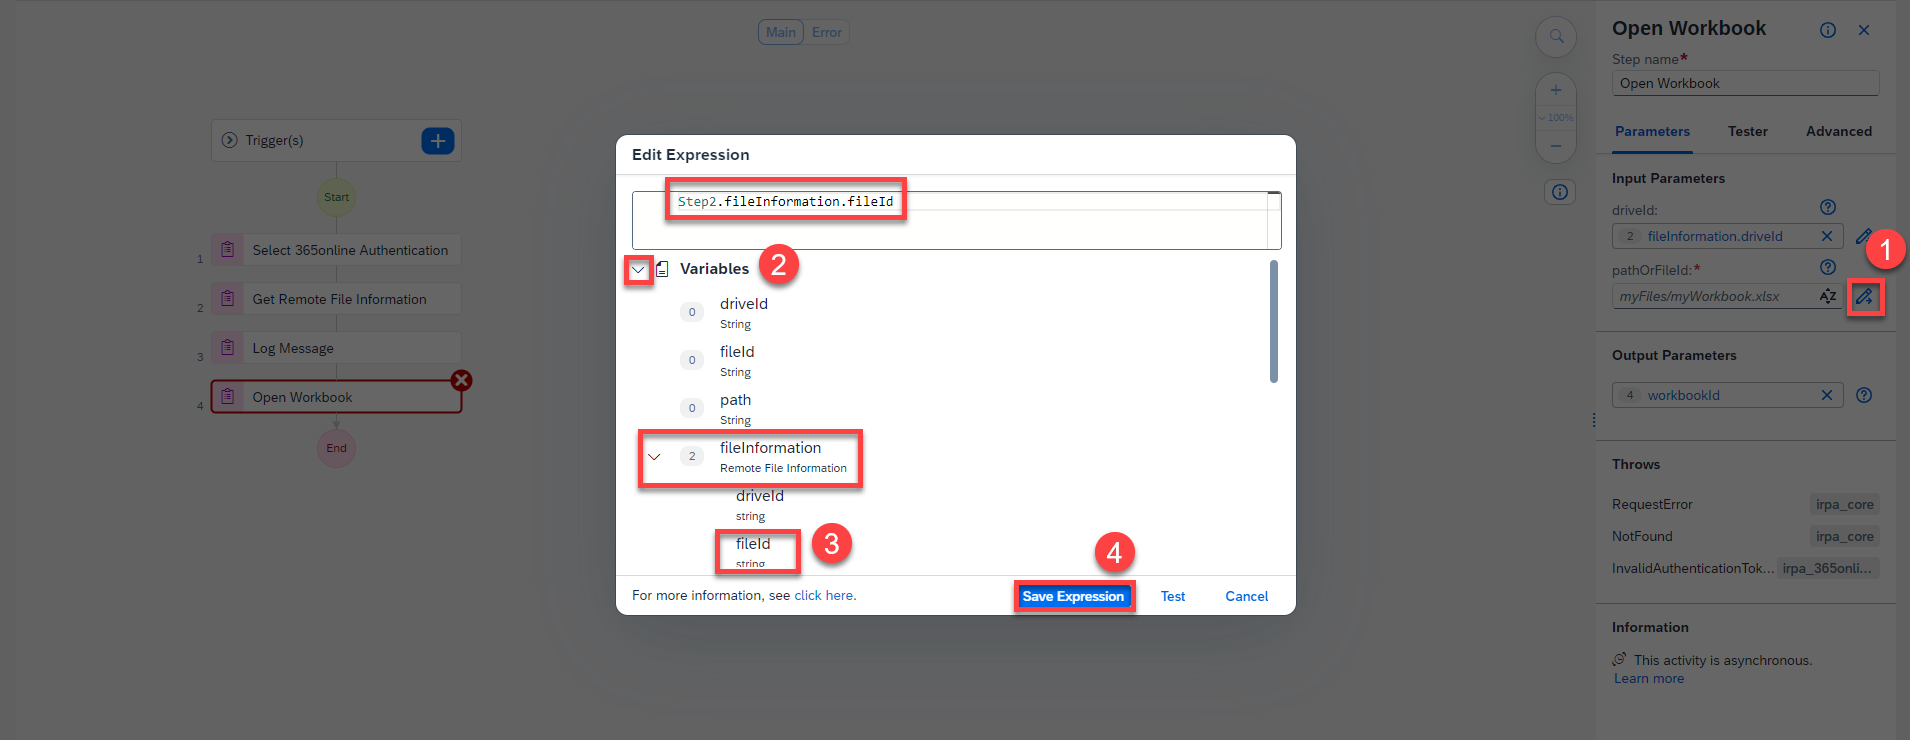 Main Error
Trigger(s)
Start
1 Select 365online Authentication
2 Get Remote File Information
3 Log Message
4 Open Workbook
End
Edit Expression
Step2.fileInformation.fileId
Variables 2
driveId
0
String
fileId
0
String
path
0
String
fileInformation
2
Remote File Information
driveId
string
fileId
3
string
4
For more information, see click here.
Save Expression Test Cancel
100%
Open Workbook
Step name*
Open Workbook
Parameters Tester Advanced
Input Parameters
driveId:
2 fileInformation.driveId
1
pathOrFileId:*
myFiles/myWorkbook.xlsx
Output Parameters
4 workbookId
Throws
RequestError irpa_core
NotFound irpa_core
InvalidAuthenticationTok... irpa_365onli...
Information
This activity is asynchronous.
Learn more